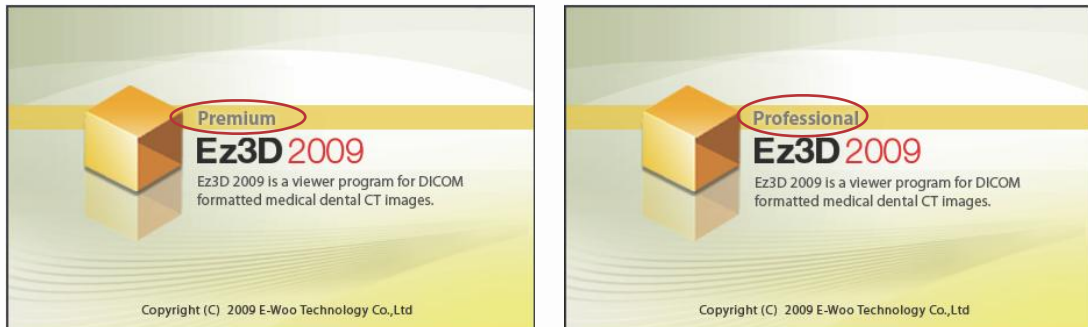 Premium
Ez3D 2009
Ez3D 2009 is a viewer program for DICOM
formatted medical dental CT images.
Copyright (C) 2009 E-Woo Technology Co.,Ltd
Professional
Ez3D 2009
Ez3D 2009 is a viewer program for DICOM
formatted medical dental CT images.
Copyright (C) 2009 E-Woo Technology Co.,Ltd